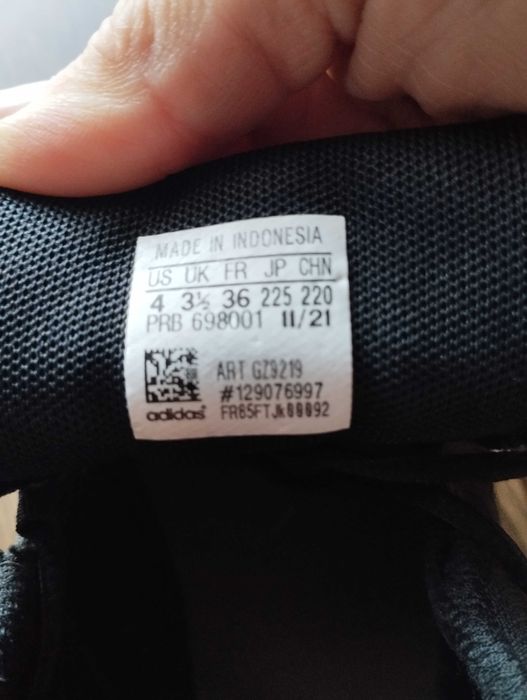 MADE IN INDONESIA
US UK FR JP CHN
4 3½ 36 225 220
PRB 698001 11/21
ART GZ9219
#129076997
adidas FR65FTJk00092